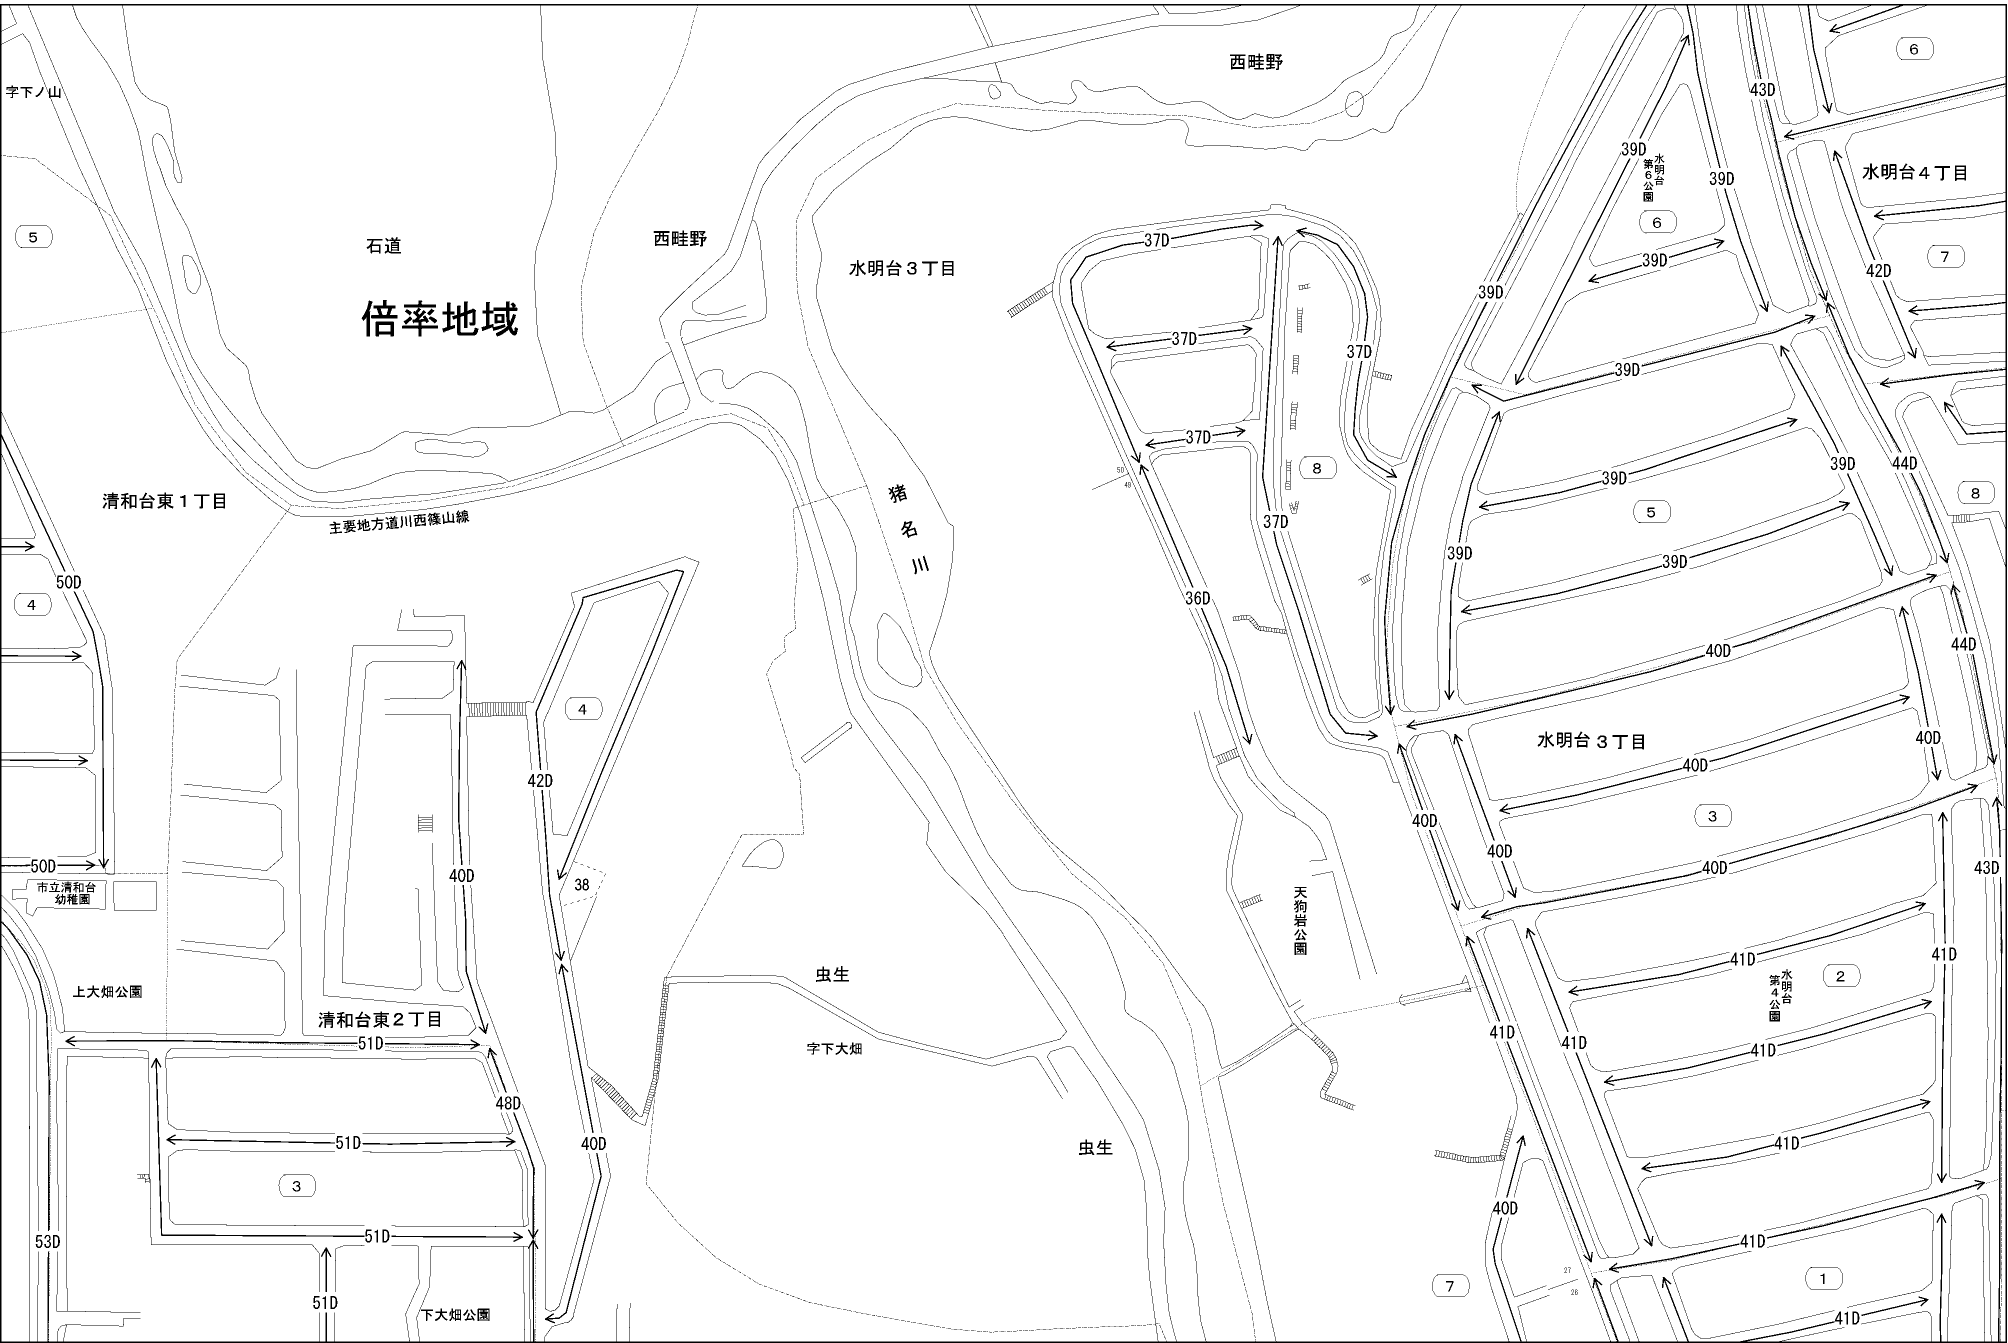 西畦野
6
字下ノ山
43D
39D
水明台
第6公園
39D
水明台4丁目
6
5
石道
西畦野
37D
水明台3丁目
39D
7
42D
39D
倍率地域
37D
37D
39D
37D
8
50
49
39D
44D
39D
猪名川
清和台東1丁目
主要地方道川西篠山線
5
8
37D
39D
39D
50D
4
36D
44D
40D
4
水明台3丁目
40D
40D
42D
3
40D
40D
40D
43D
50D
40D
38
市立清和台
幼稚園
天狗岩公園
41D
41D
虫生
2
水明台
第4公園
上大畑公園
清和台東2丁目
51D
字下大畑
41D
41D
41D
48D
51D
40D
虫生
41D
3
40D
51D
53D
41D
27
26
7
1
51D
下大畑公園
41D